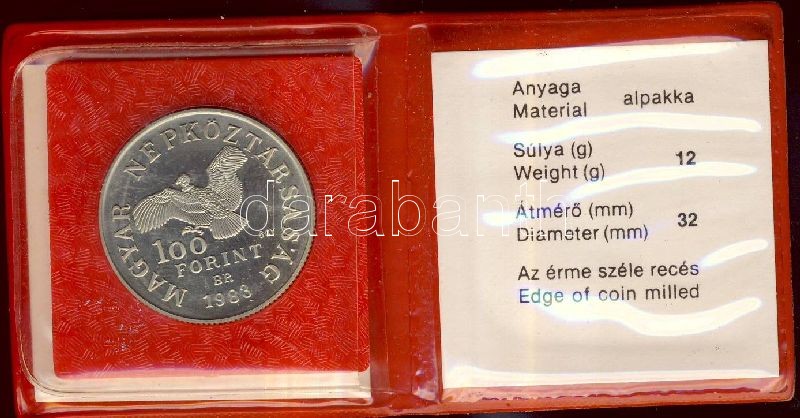 MAGYAR NÉPKÖZTÁRSASÁG
100
FORINT
BP.
1983
Anyaga
Material alpakka
Súlya (g)
Weight (g) 12
Átmérő (mm)
Diameter (mm) 32
Az érme széle recés
Edge of coin milled
darabanth